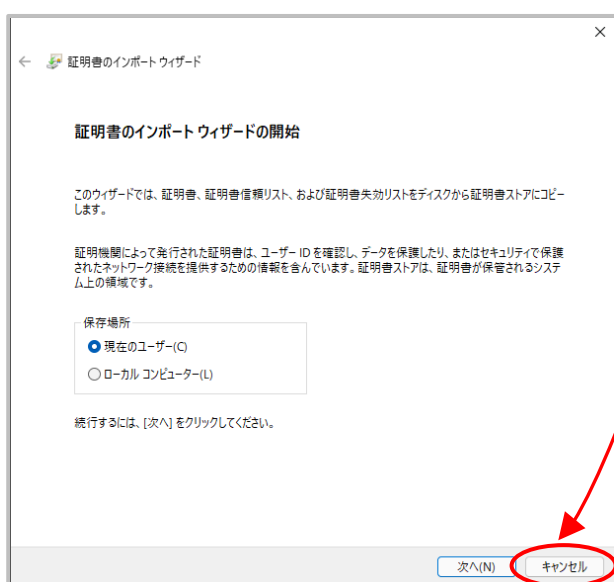 証明書のインポート ウィザード
証明書のインポート ウィザードの開始
このウィザードでは、証明書、証明書信頼リスト、および証明書失効リストをディスクから証明書ストアにコピー
します。
証明機関によって発行された証明書は、ユーザー ID を確認し、データを保護したり、またはセキュリティで保護
されたネットワーク接続を提供するための情報を含んでいます。証明書ストアは、証明書が保管されるシステ
ム上の領域です。
保存場所
現在のユーザー(C)
ローカル コンピューター(L)
続行するには、[次へ] をクリックしてください。
次へ(N)
キャンセル